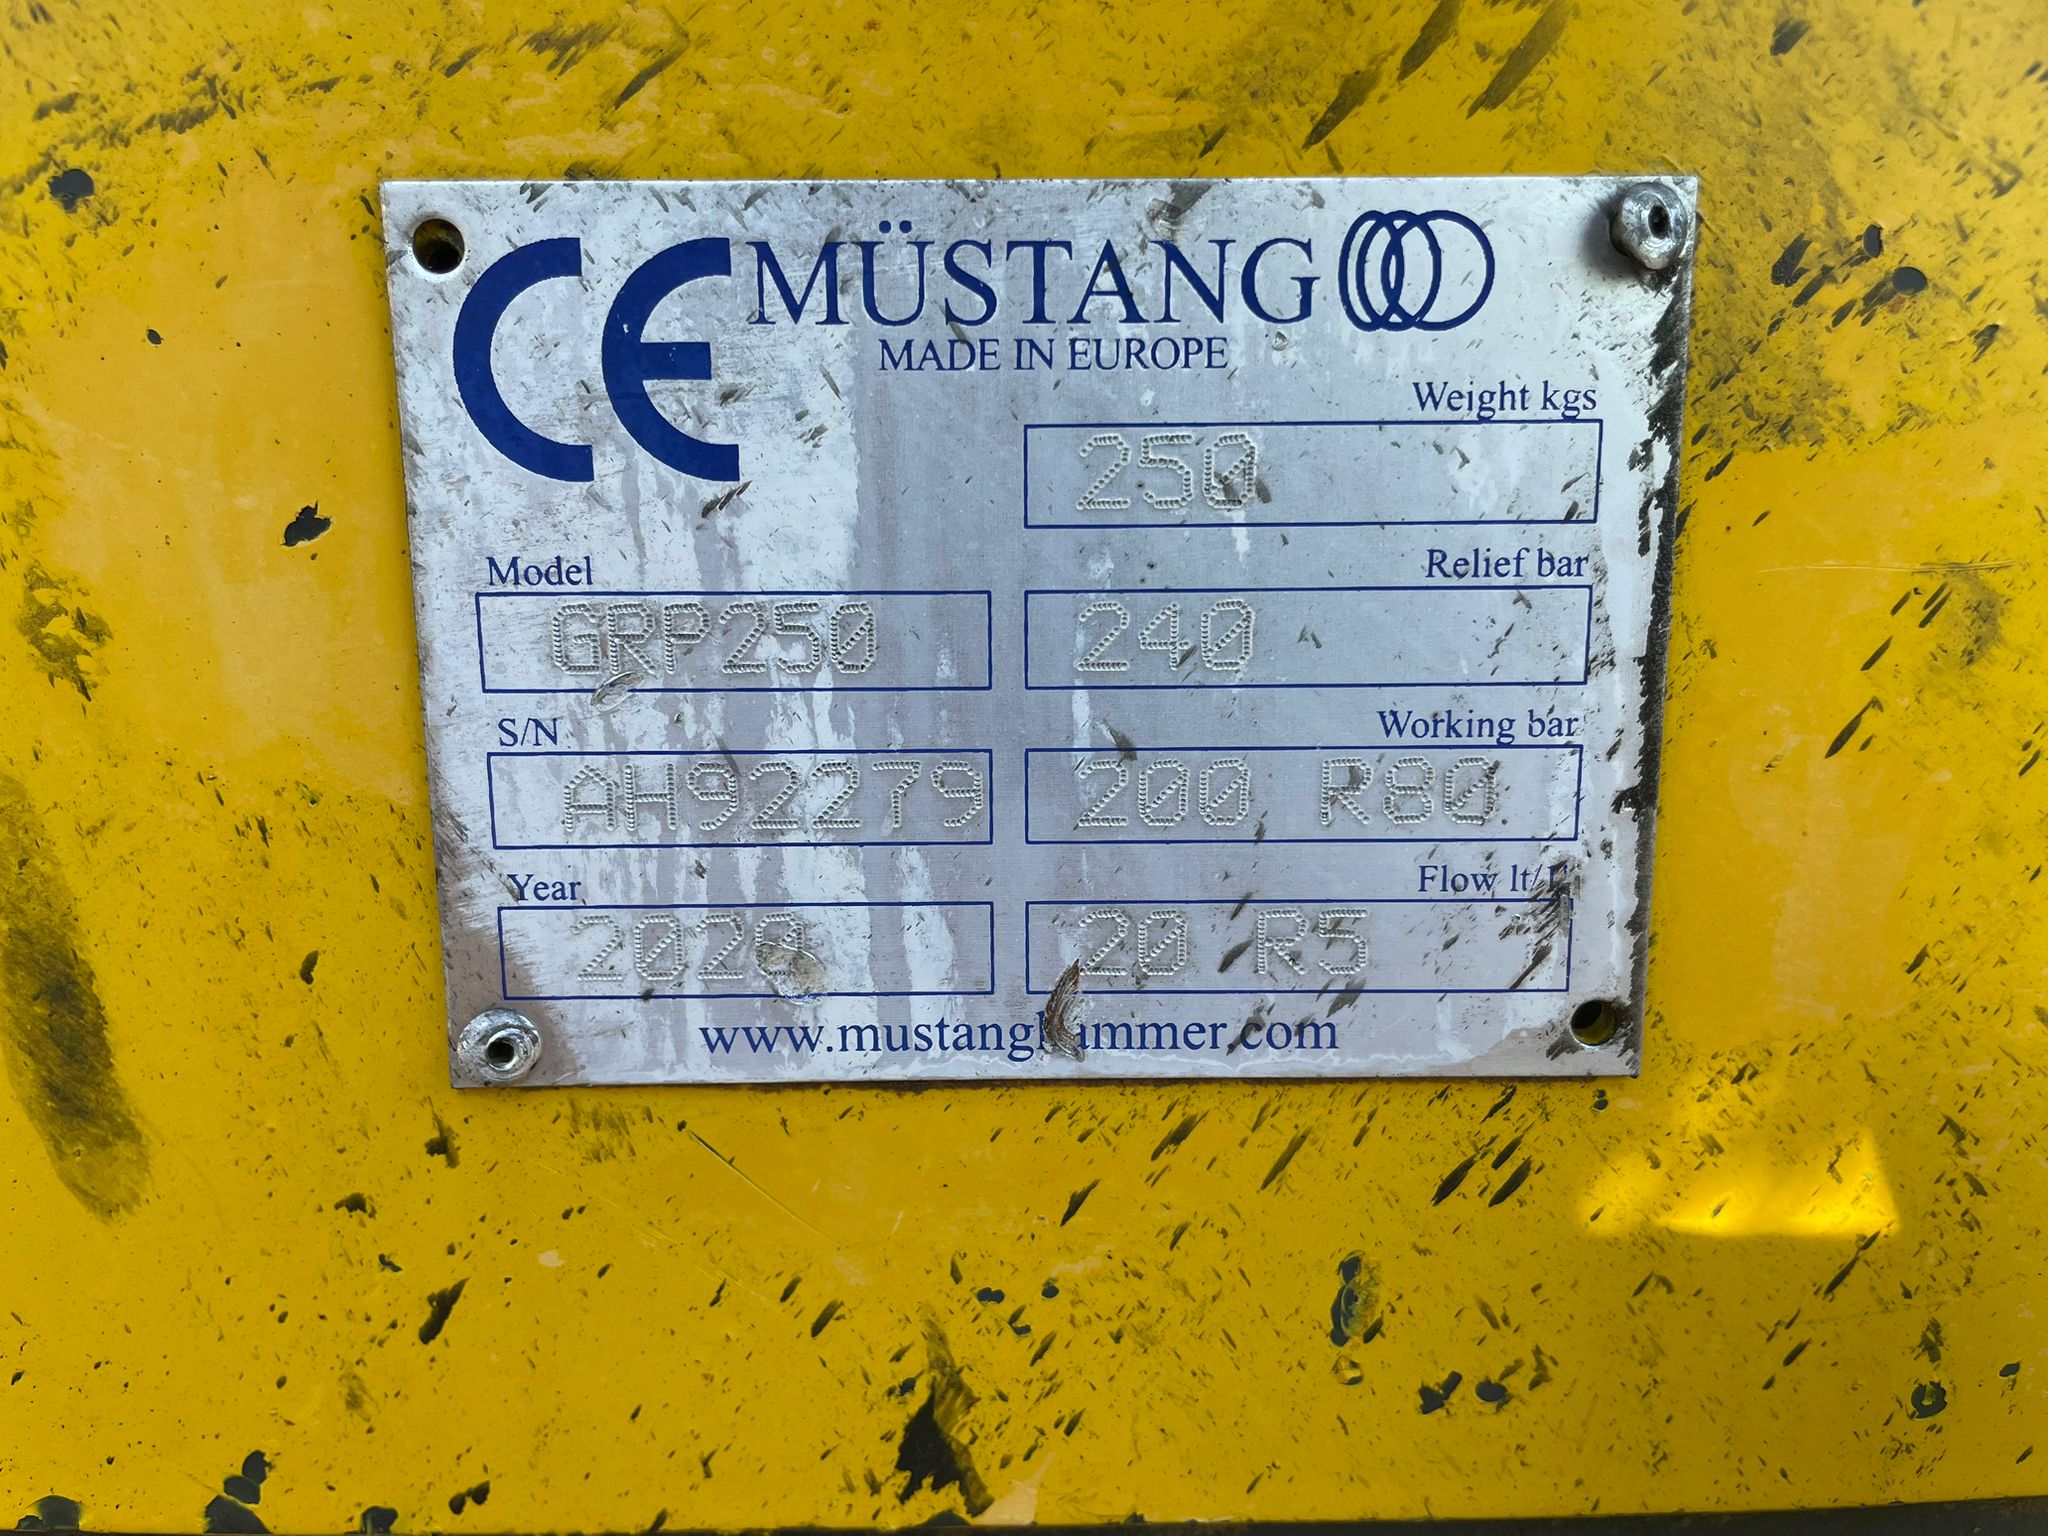 CE MÜSTANG
MADE IN EUROPE
Weight kgs
250
Model
GRP250
Relief bar
240
S/N
AH92279
Working bar
200 R80
Year
2020
Flow
20 R5